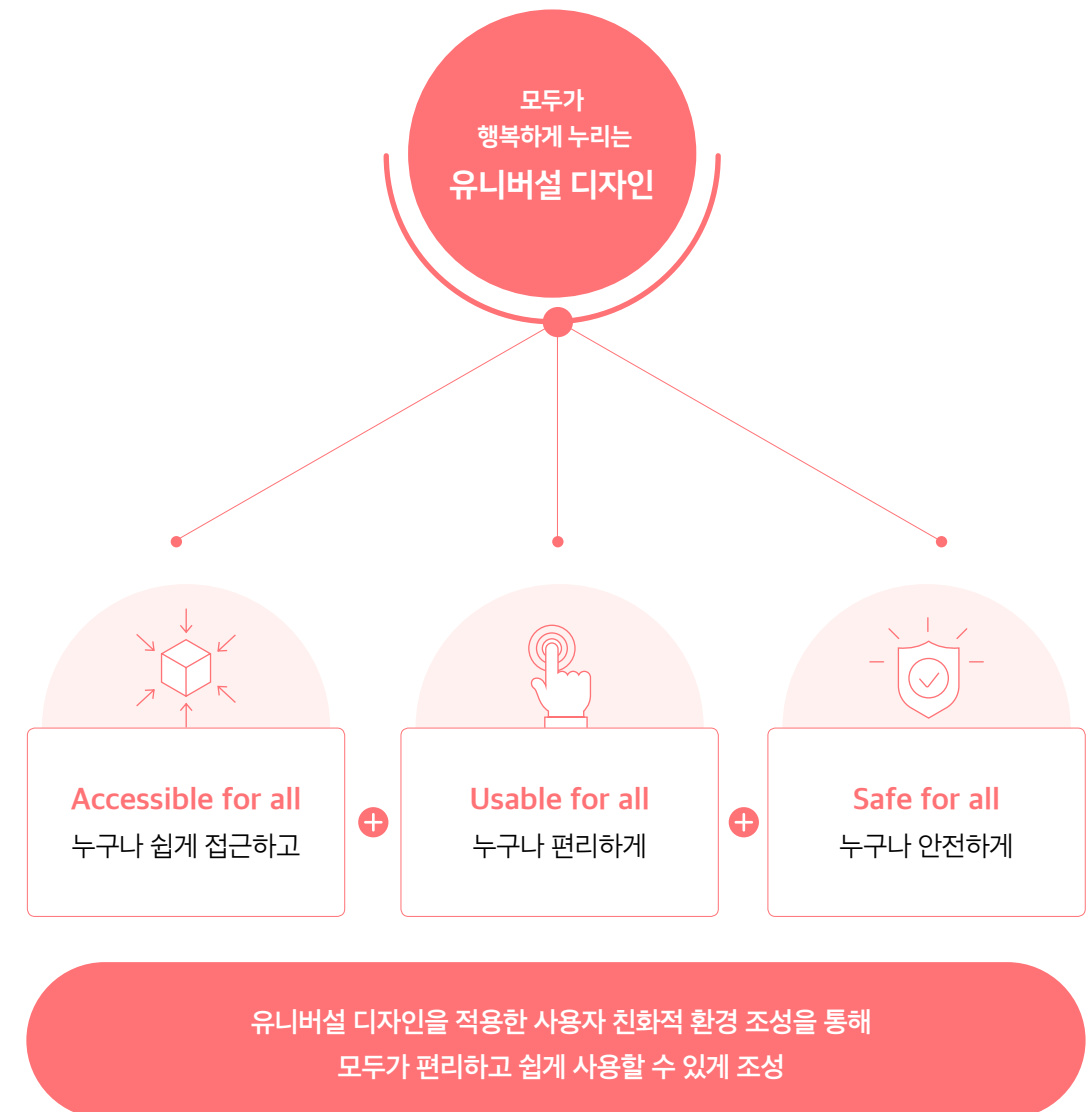 모두가
행복하게 누리는
유니버설 디자인
Accessible for all
누구나 쉽게 접근하고
Usable for all
누구나 편리하게
Safe for all
누구나 안전하게
유니버설 디자인을 적용한 사용자 친화적 환경 조성을 통해
모두가 편리하고 쉽게 사용할 수 있게 조성